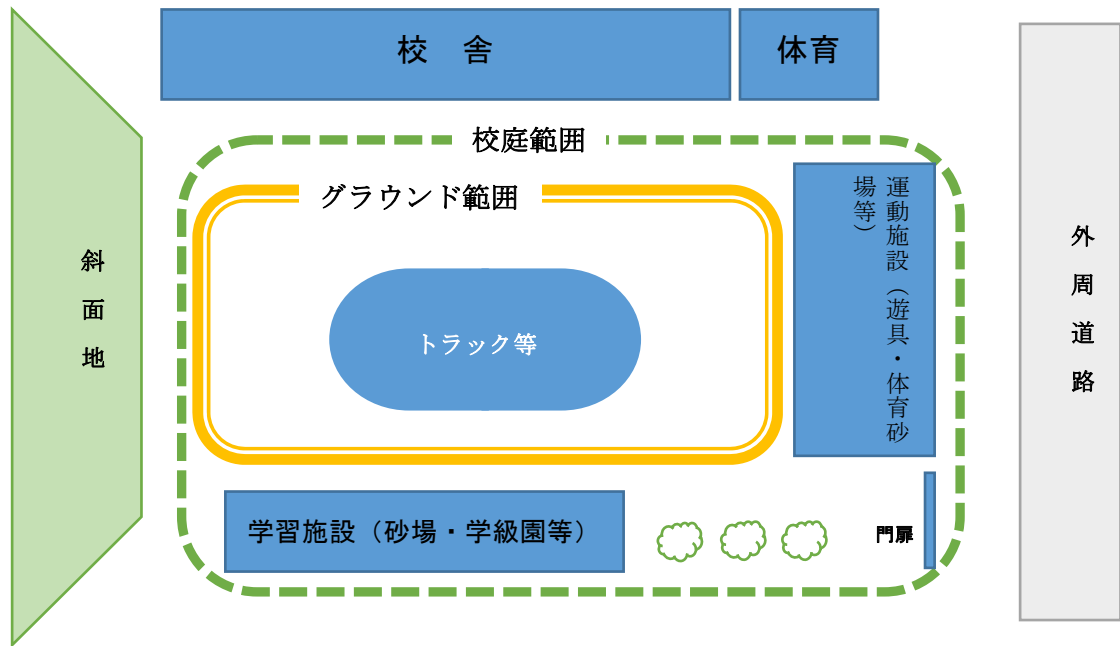 校　舎
体育
校庭範囲
グラウンド範囲
運動施設（遊具・体育砂
場等）
斜
面
地
外
周
道
路
トラック等
学習施設（砂場・学級園等）
門扉